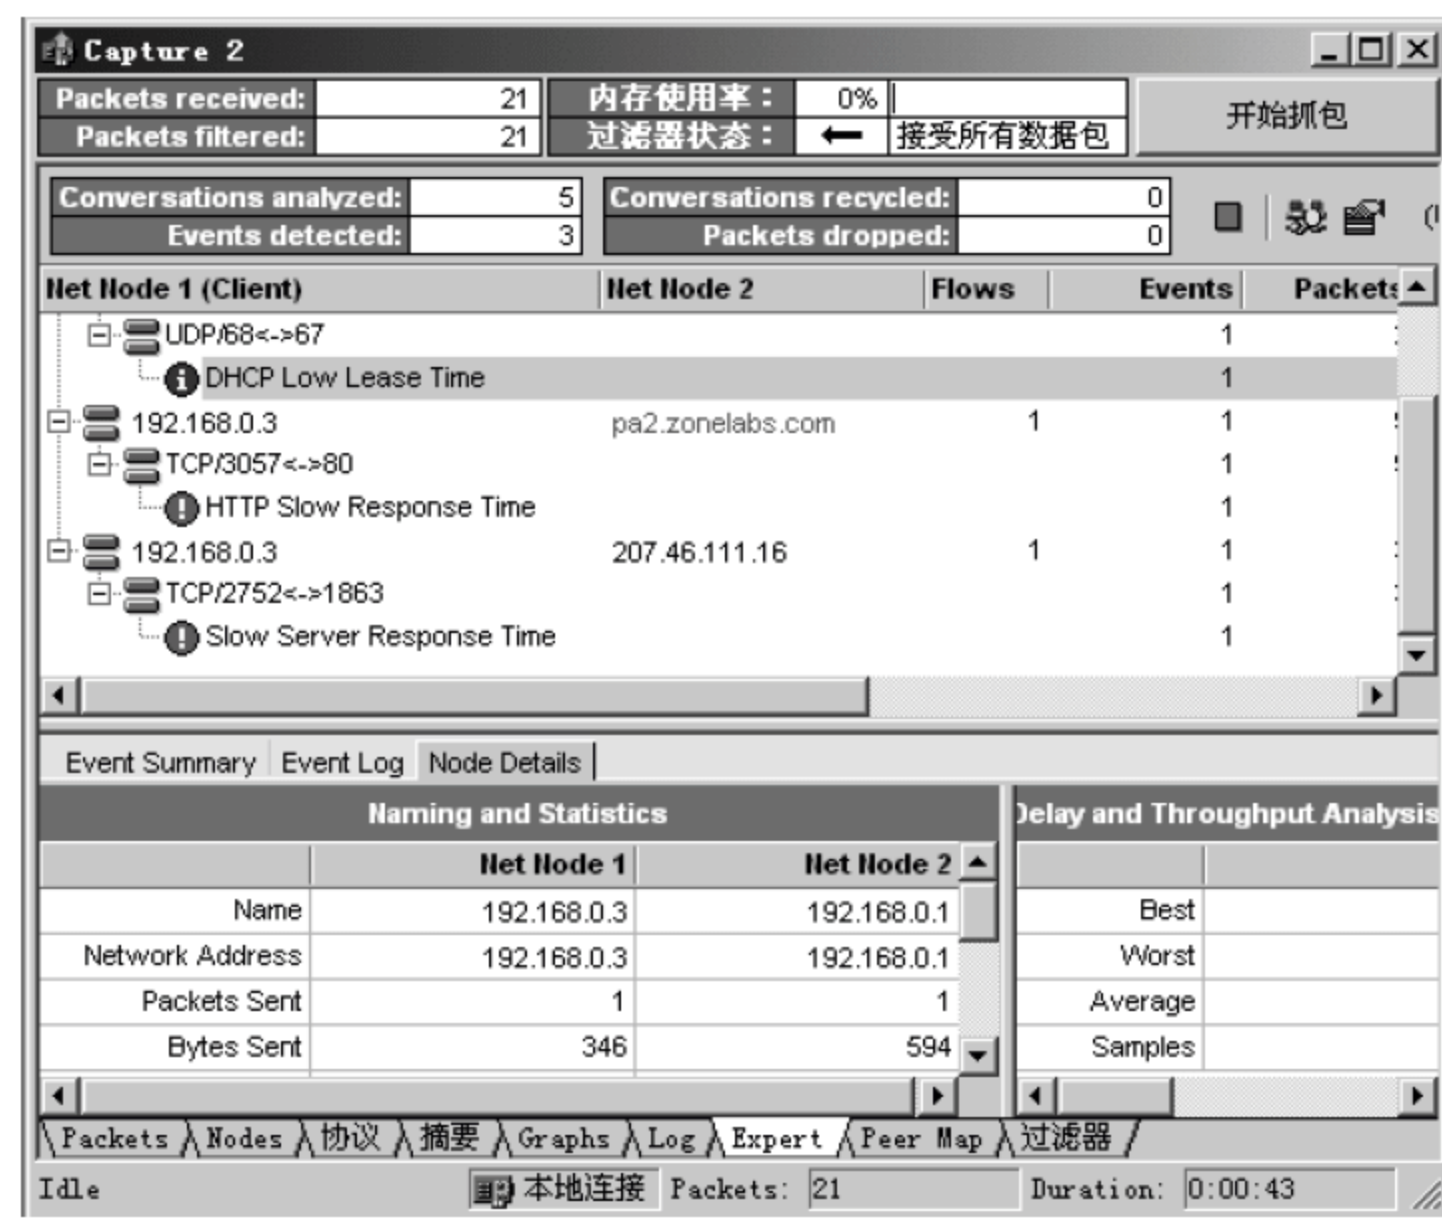 Capture 2
Packets received: 21 内存使用率： 0% 开始抓包
Packets filtered: 21 过滤器状态： 接受所有数据包
Conversations analyzed: 5 Conversations recycled: 0
Events detected: 3 Packets dropped: 0
Net Node 1 (Client) Net Node 2 Flows Events Packets
UDP/68<->67 1
DHCP Low Lease Time 1
192.168.0.3 pa2.zonelabs.com 1 1
TCP/3057<->80 1
HTTP Slow Response Time 1
192.168.0.3 207.46.111.16 1 1
TCP/2752<->1863 1
Slow Server Response Time 1
Event Summary Event Log Node Details
Naming and Statistics Delay and Throughput Analysis
Net Node 1 Net Node 2
Name 192.168.0.3 192.168.0.1 Best
Network Address 192.168.0.3 192.168.0.1 Worst
Packets Sent 1 1 Average
Bytes Sent 346 594 Samples
Packets Nodes 协议 摘要 Graphs Log Expert Peer Map 过滤器
Idle 本地连接 Packets: 21 Duration: 0:00:43